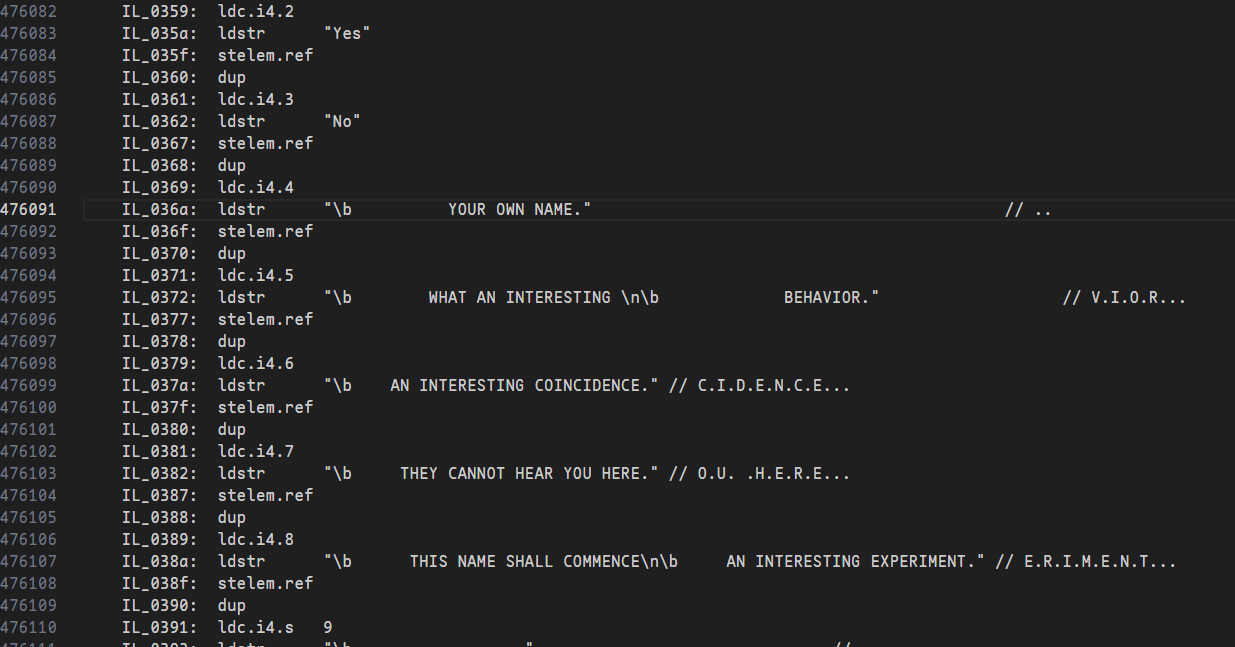 476082 IL_0359: ldc.i4.2
476083 IL_035a: ldstr "Yes"
476084 IL_035f: stelem.ref
476085 IL_0360: dup
476086 IL_0361: ldc.i4.3
476087 IL_0362: ldstr "No"
476088 IL_0367: stelem.ref
476089 IL_0368: dup
476090 IL_0369: ldc.i4.4
476091 IL_036a: ldstr "\b          YOUR OWN NAME." // ..
476092 IL_036f: stelem.ref
476093 IL_0370: dup
476094 IL_0371: ldc.i4.5
476095 IL_0372: ldstr "\b        WHAT AN INTERESTING \n\b             BEHAVIOR." // V.I.O.R...
476096 IL_0377: stelem.ref
476097 IL_0378: dup
476098 IL_0379: ldc.i4.6
476099 IL_037a: ldstr "\b    AN INTERESTING COINCIDENCE." // C.I.D.E.N.C.E...
476100 IL_037f: stelem.ref
476101 IL_0380: dup
476102 IL_0381: ldc.i4.7
476103 IL_0382: ldstr "\b     THEY CANNOT HEAR YOU HERE." // O.U. .H.E.R.E...
476104 IL_0387: stelem.ref
476105 IL_0388: dup
476106 IL_0389: ldc.i4.8
476107 IL_038a: ldstr "\b      THIS NAME SHALL COMMENCE\n\b     AN INTERESTING EXPERIMENT." // E.R.I.M.E.N.T...
476108 IL_038f: stelem.ref
476109 IL_0390: dup
476110 IL_0391: ldc.i4.s 9